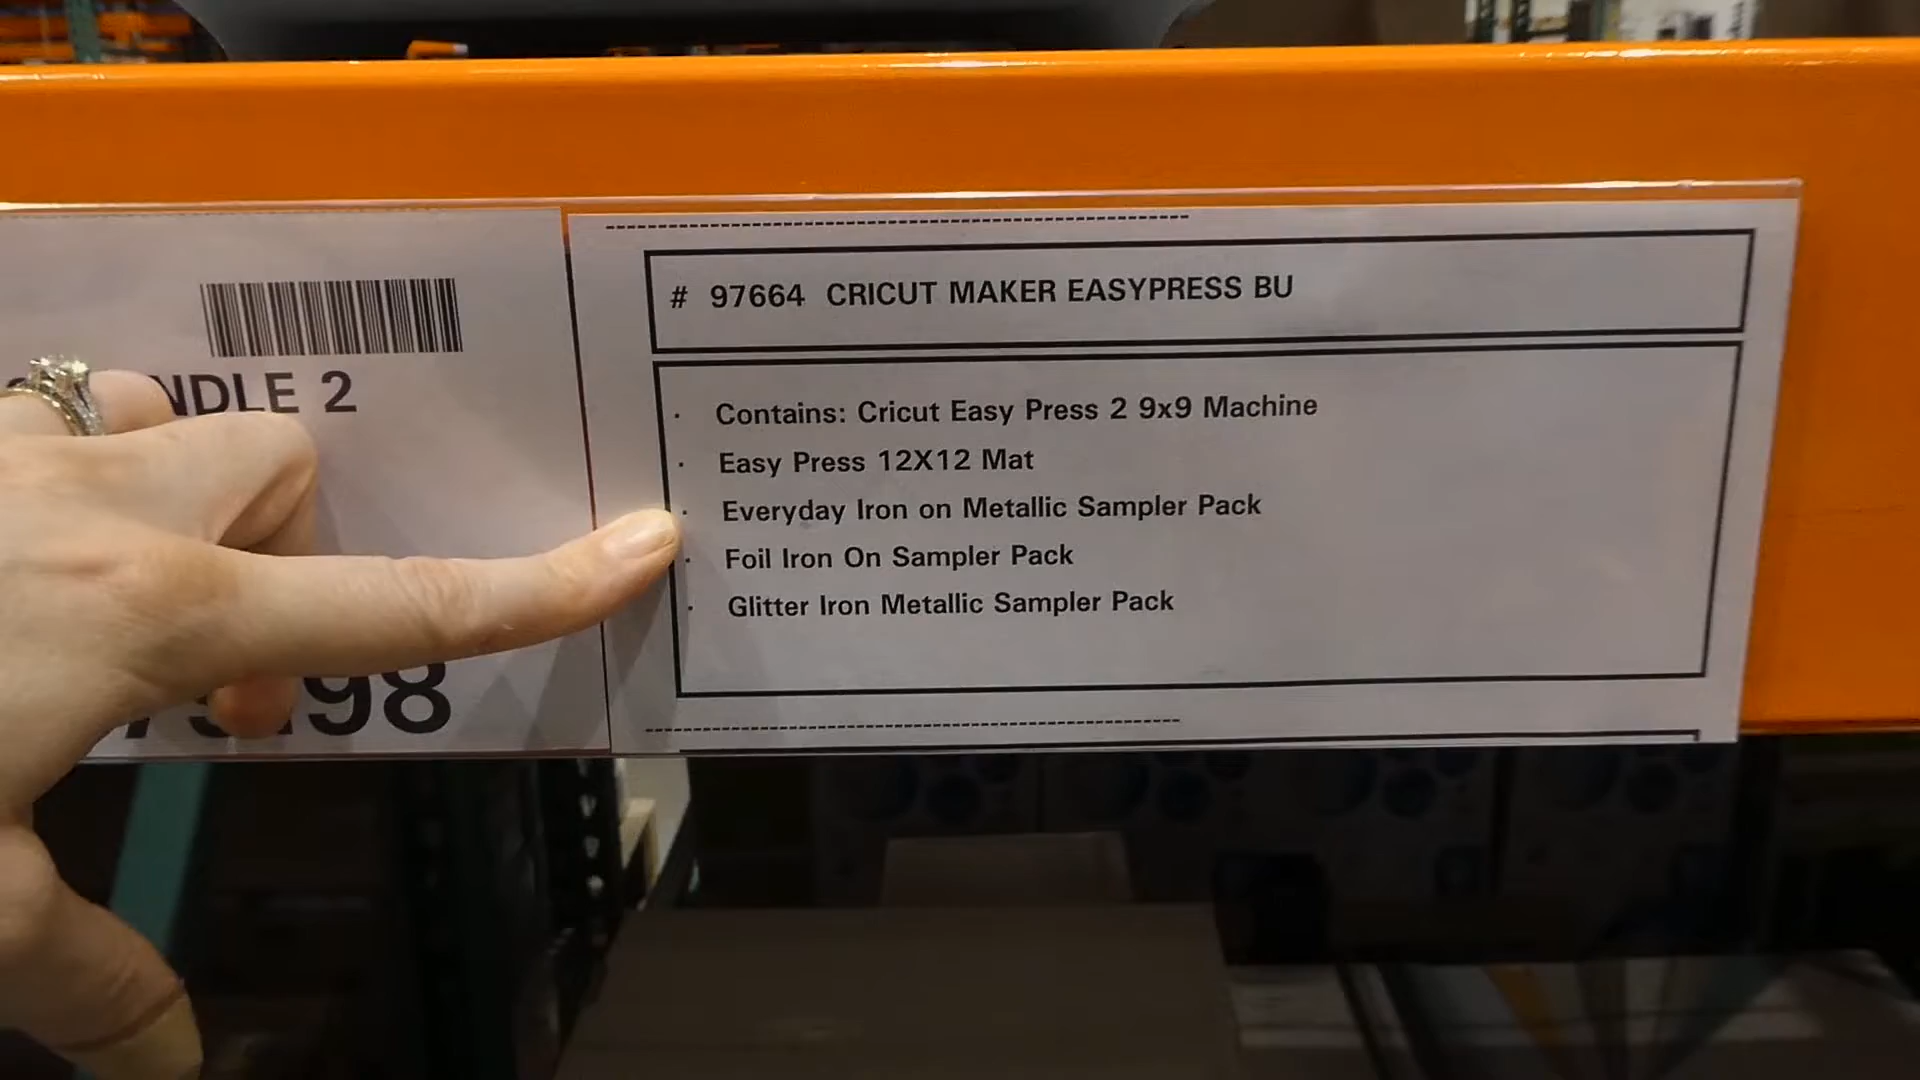 # 97664 CRICUT MAKER EASYPRESS BU
· Contains: Cricut Easy Press 2 9x9 Machine
· Easy Press 12X12 Mat
· Everyday Iron on Metallic Sampler Pack
· Foil Iron On Sampler Pack
· Glitter Iron Metallic Sampler Pack
NDLE 2
.98